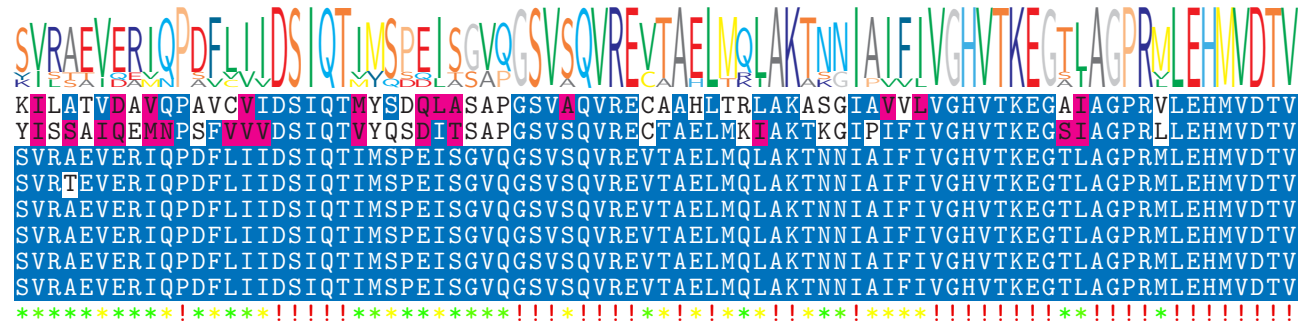 SVRAEVERIQPDFLIIDSIQTIMSPEISGVQGSVSQVREVTAELMQLAKTNNIAIFIVGHVTKEGTLAGPRMLEHMVDTV
KILATVDAVQPAVCVIDSIQTMYSDQLASAPGSVAQVRECAAHLTRLAKASGIAVVLVGHVTKEGAIAGPRVLEHMVDTV
YISSAIQEMNPSFVVVDSIQTVYQSDITSAPGSVSQVRECTAELMKIAKTKGIPIFIVGHVTKEGSIAGPRLLEHMVDTV
SVRAEVERIQPDFLIIDSIQTIMSPEISGVQGSVSQVREVTAELMQLAKTNNIAIFIVGHVTKEGTLAGPRMLEHMVDTV
SVRTEVERIQPDFLIIDSIQTIMSPEISGVQGSVSQVREVTAELMQLAKTNNIAIFIVGHVTKEGTLAGPRMLEHMVDTV
SVRAEVERIQPDFLIIDSIQTIMSPEISGVQGSVSQVREVTAELMQLAKTNNIAIFIVGHVTKEGTLAGPRMLEHMVDTV
SVRAEVERIQPDFLIIDSIQTIMSPEISGVQGSVSQVREVTAELMQLAKTNNIAIFIVGHVTKEGTLAGPRMLEHMVDTV
SVRAEVERIQPDFLIIDSIQTIMSPEISGVQGSVSQVREVTAELMQLAKTNNIAIFIVGHVTKEGTLAGPRMLEHMVDTV
SVRAEVERIQPDFLIIDSIQTIMSPEISGVQGSVSQVREVTAELMQLAKTNNIAIFIVGHVTKEGTLAGPRMLEHMVDTV
**********!*****!!!!!**********!!!*!!!!**!*!***!!***!****!!!!!!!!**!!!!*!!!!!!!!